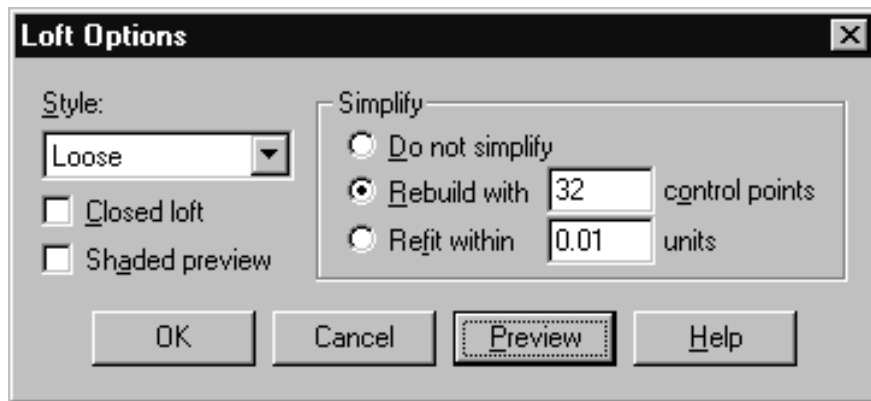 Loft Options
Style:
Loose
Closed loft
Shaded preview
Simplify
Do not simplify
Rebuild with 32 control points
Refit within 0.01 units
OK Cancel Preview Help